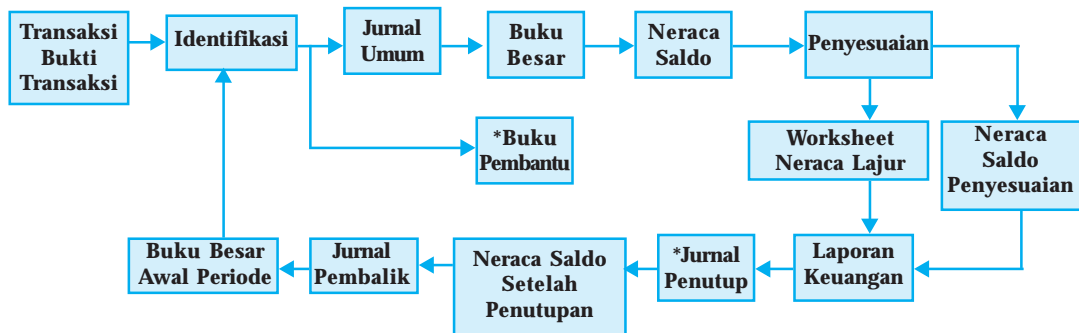 Transaksi
Bukti
Transaksi
Identifikasi
Jurnal
Umum
Buku
Besar
Neraca
Saldo
Penyesuaian
*Buku
Pembantu
Worksheet
Neraca Lajur
Neraca
Saldo
Penyesuaian
Buku Besar
Awal Periode
Jurnal
Pembalik
Neraca Saldo
Setelah
Penutupan
*Jurnal
Penutup
Laporan
Keuangan